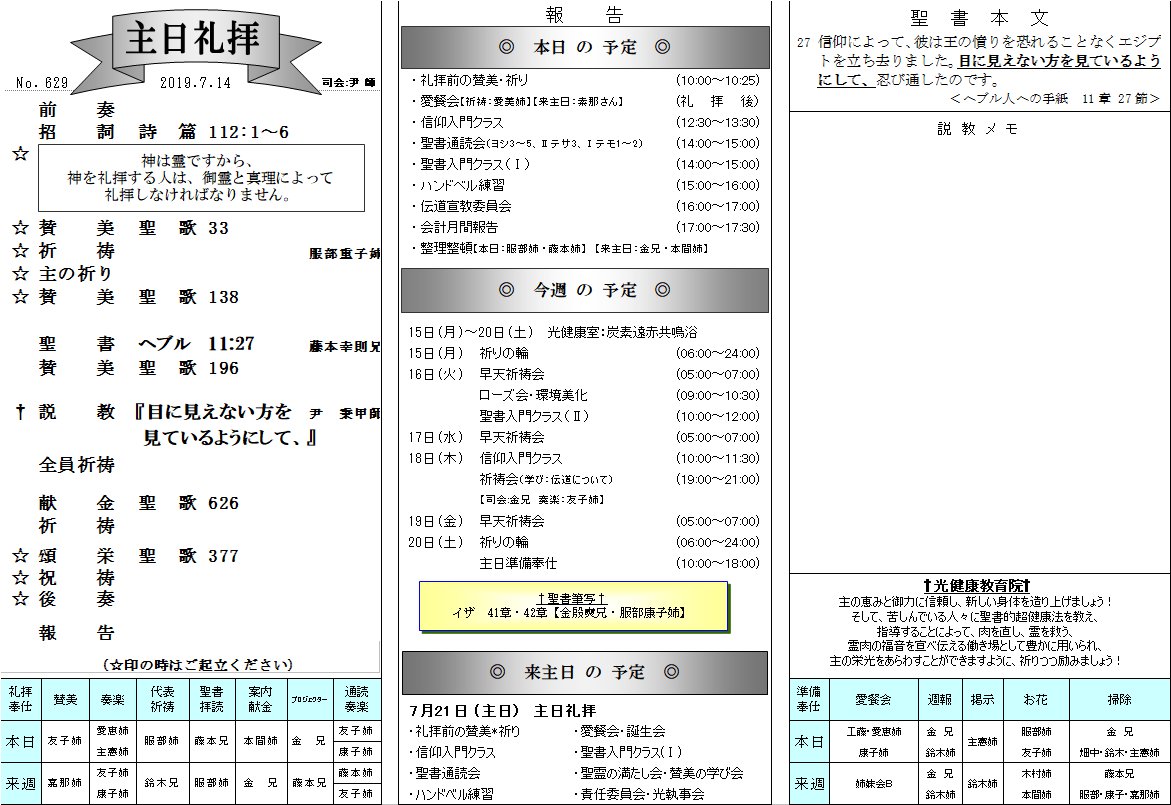 主日礼拝
No. 629
2019.7.14
司会:尹 師
前 奏
招 詞 詩 篇 112:1～6
☆
神は霊ですから、
神を礼拝する人は、御霊と真理によって
礼拝しなければなりません。
☆ 賛 美 聖 歌 33
☆ 祈 祷 服部重子姉
☆ 主の祈り
☆ 賛 美 聖 歌 138
聖 書 ヘブル 11:27 藤本幸則兄
賛 美 聖 歌 196
† 説 教 『目に見えない方を 尹 秉甲師
見ているようにして、』
全員祈祷
献 金 聖 歌 626
祈 祷
☆ 頌 栄 聖 歌 377
☆ 祝 祷
☆ 後 奏
報 告
(☆印の時はご起立ください)
礼拝奉仕 賛美 奏楽 代表祈祷 聖書拝読 案内献金 プロジェクター 通読奏楽
本日 友子姉 愛恵姉 主憲姉 服部姉 藤本兄 本間姉 金 兄 友子姉 康子姉
来週 嘉那姉 友子姉 康子姉 鈴木兄 服部姉 金 兄 藤本兄 藤本姉 友子姉
報 告
◎ 本日 の 予定 ◎
・礼拝前の賛美・祈り (10:00～10:25)
・愛餐会【祈祷:愛美姉】【来主日:素那さん】 (礼 拝 後)
・信仰入門クラス (12:30～13:30)
・聖書通読会(ヨシ3～5、Ⅱテサ3、Ⅰテモ1～2) (14:00～15:00)
・聖書入門クラス(Ⅰ) (14:00～15:00)
・ハンドベル練習 (15:00～16:00)
・伝道宣教委員会 (16:00～17:00)
・会計月間報告 (17:00～17:30)
・整理整頓【本日:服部姉・藤本姉】 【来主日:金兄・本間姉】
◎ 今週 の 予定 ◎
15日(月)～20日(土) 光健康室:炭素遠赤共鳴浴
15日(月) 祈りの輪 (06:00～24:00)
16日(火) 早天祈祷会 (05:00～07:00)
ローズ会・環境美化 (09:00～10:30)
聖書入門クラス(Ⅱ) (10:00～12:00)
17日(水) 早天祈祷会 (05:00～07:00)
18日(木) 信仰入門クラス (10:00～11:30)
祈祷会(学び:伝道について) (19:00～21:00)
【司会:金兄 奏楽:友子姉】
19日(金) 早天祈祷会 (05:00～07:00)
20日(土) 祈りの輪 (06:00～24:00)
主日準備奉仕 (10:00～18:00)
†聖書筆写†
イザ 41章・42章【金殷奭兄・服部康子姉】
◎ 来主日 の 予定 ◎
7月21日(主日) 主日礼拝
・礼拝前の賛美*祈り ・愛餐会・誕生会
・信仰入門クラス ・聖書入門クラス(Ⅰ)
・聖書通読会 ・聖霊の満たし会・賛美の学び会
・ハンドベル練習 ・責任委員会・光執事会
聖 書 本 文
27 信仰によって、彼は王の憤りを恐れることなくエジプ
トを立ち去りました。目に見えない方を見ているよう
にして、忍び通したのです。
＜ヘブル人への手紙 11章 27節＞
説 教 メ モ
†光健康教育院†
主の恵みと御力に信頼し、新しい身体を造り上げましょう！
そして、苦しんでいる人々に聖書的超健康法を教え、
指導することによって、肉を直し、霊を救う、
霊肉の福音を宣べ伝える働き場として豊かに用いられ、
主の栄光をあらわすことができますように、祈りつつ励みましょう！
準備奉仕 愛餐会 週報 掲示 お花 掃除
本日 工藤・愛恵姉 康子姉 金 兄 鈴木姉 主憲姉 服部姉 友子姉 金 兄 畑中・鈴木・主憲姉
来週 姉妹会B 金 兄 鈴木姉 鈴木姉 木村姉 本間姉 藤本兄 服部・康子・嘉那姉